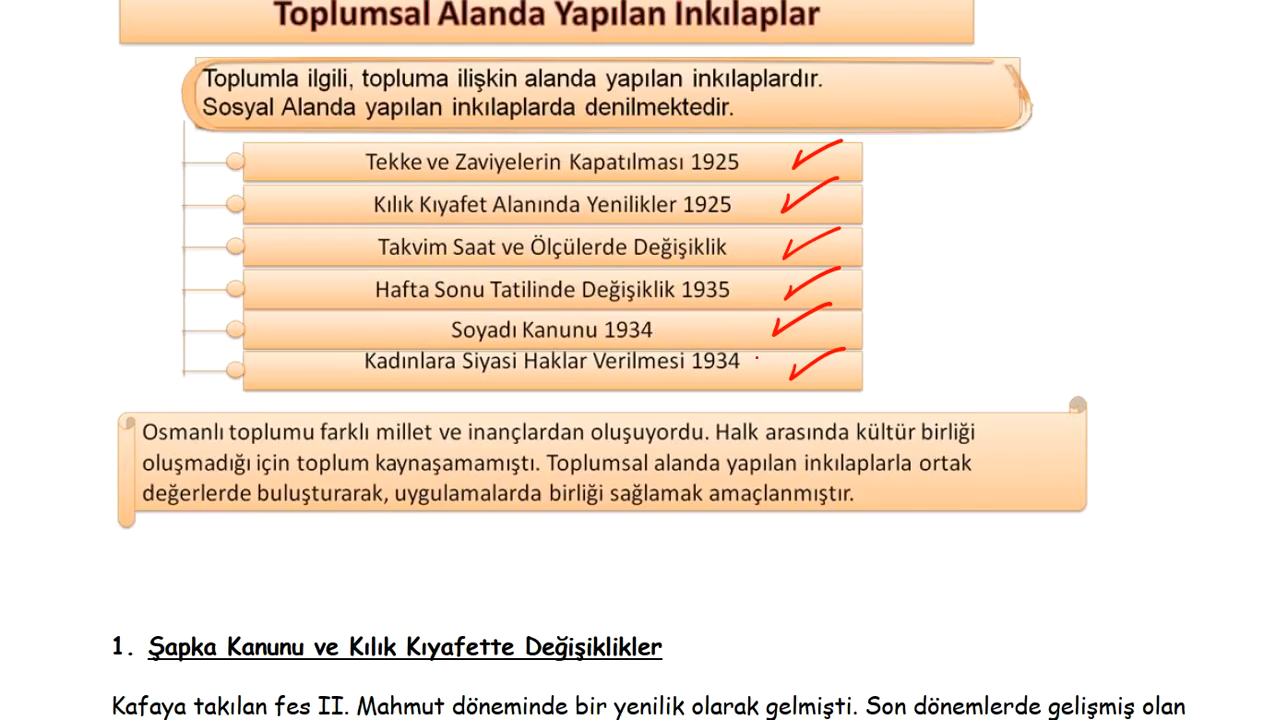 Toplumsal Alanda Yapılan İnkılaplar
Toplumla ilgili, topluma ilişkin alanda yapılan inkılaplardır.
Sosyal Alanda yapılan inkılaplarda denilmektedir.
Tekke ve Zaviyelerin Kapatılması 1925
Kılık Kıyafet Alanında Yenilikler 1925
Takvim Saat ve Ölçülerde Değişiklik
Hafta Sonu Tatilinde Değişiklik 1935
Soyadı Kanunu 1934
Kadınlara Siyasi Haklar Verilmesi 1934
Osmanlı toplumu farklı millet ve inançlardan oluşuyordu. Halk arasında kültür birliği
oluşmadığı için toplum kaynaşamamıştı. Toplumsal alanda yapılan inkılaplarla ortak
değerlerde buluşturarak, uygulamalarda birliği sağlamak amaçlanmıştır.
1. Şapka Kanunu ve Kılık Kıyafette Değişiklikler
Kafaya takılan fes II. Mahmut döneminde bir yenilik olarak gelmişti. Son dönemlerde gelişmiş olan